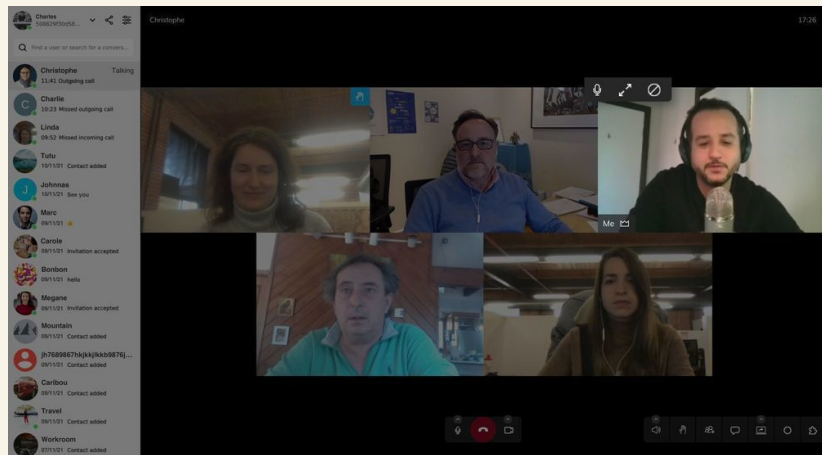 Charles
Christophe
17:26
Find a user or search for a convers...
Christophe Talking
11:41 Outgoing call
Charlie
10:23 Missed outgoing call
Linda
09:52 Missed incoming call
Tutu
10/11/21 Contact added
Johnnas
10/11/21 See you
Marc
09/11/21
Carole
09/11/21 Invitation accepted
Bonbon
09/11/21 hello
Megane
09/11/21 Invitation accepted
Mountain
09/11/21 Contact added
09/11/21 Contact added
Caribou
09/11/21 Contact added
Travel
09/11/21 Contact added
Workroom
07/11/21 Contact added
C
J
Me